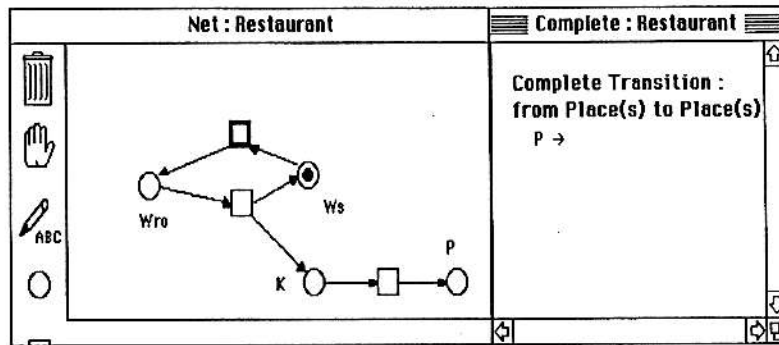 Net : Restaurant
Complete : Restaurant
Complete Transition :
from Place(s) to Place(s)
P →
Wro
Ws
ABC
P
K